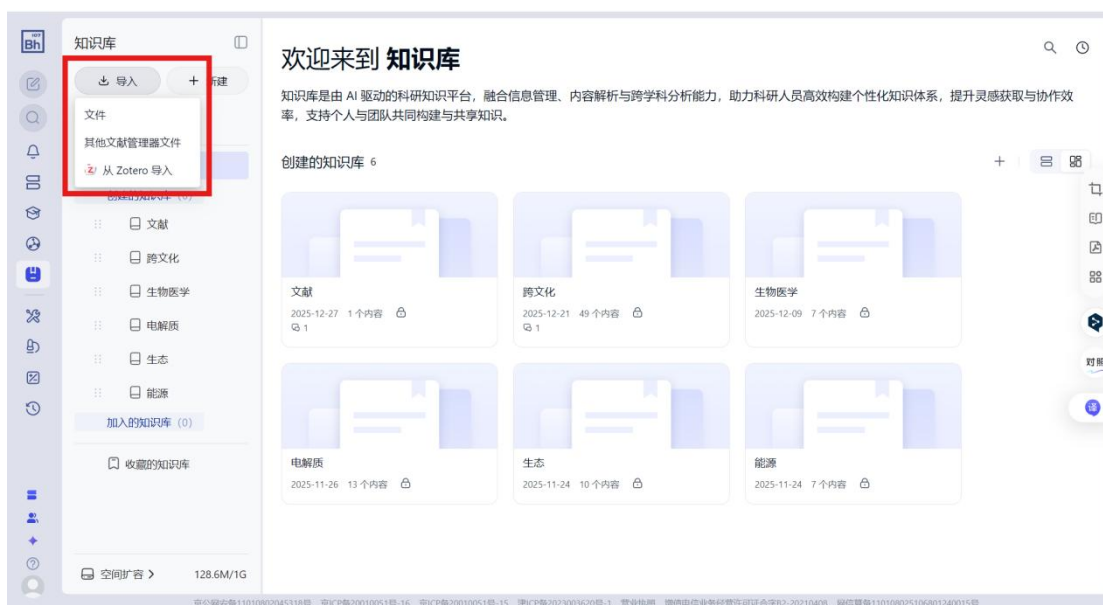 107
Bh
知识库
导入
+ 新建
文件
其他文献管理器文件
从 Zotero 导入
文献
跨文化
生物医学
电解质
生态
能源
加入的知识库 (0)
收藏的知识库
空间扩容 >
128.6M/1G
欢迎来到 知识库
知识库是由 AI 驱动的科研知识平台，融合信息管理、内容解析与跨学科分析能力，助力科研人员高效构建个性化知识体系，提升灵感获取与协作效
率，支持个人与团队共同构建与共享知识。
创建的知识库 6
文献
2025-12-27 1 个内容
1
跨文化
2025-12-21 49 个内容
1
生物医学
2025-12-09 7 个内容
电解质
2025-11-26 13 个内容
生态
2025-11-24 10 个内容
能源
2025-11-24 7 个内容
对照
译